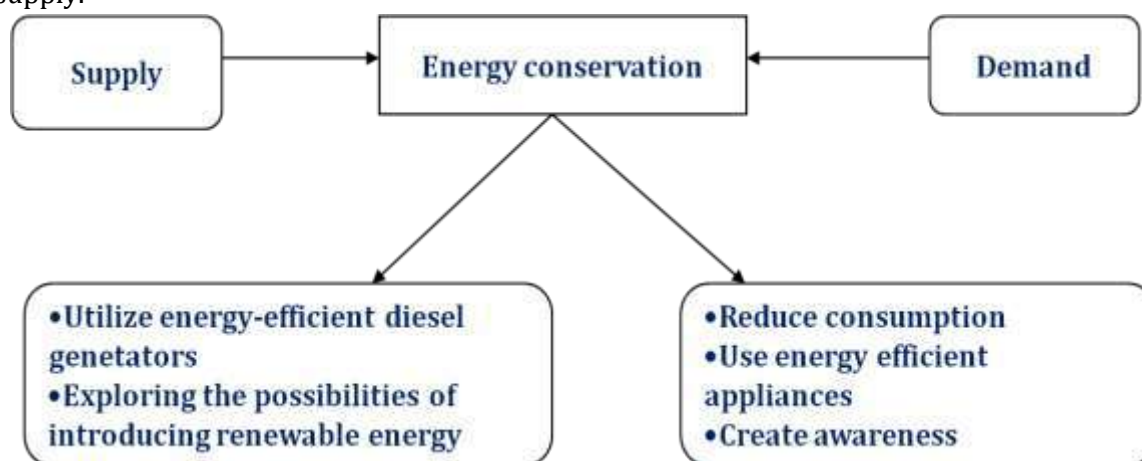 supply.
Supply
Energy conservation
Demand
•Utilize energy-efficient diesel
genetators
•Exploring the possibilities of
introducing renewable energy
•Reduce consumption
•Use energy efficient
appliances
•Create awareness